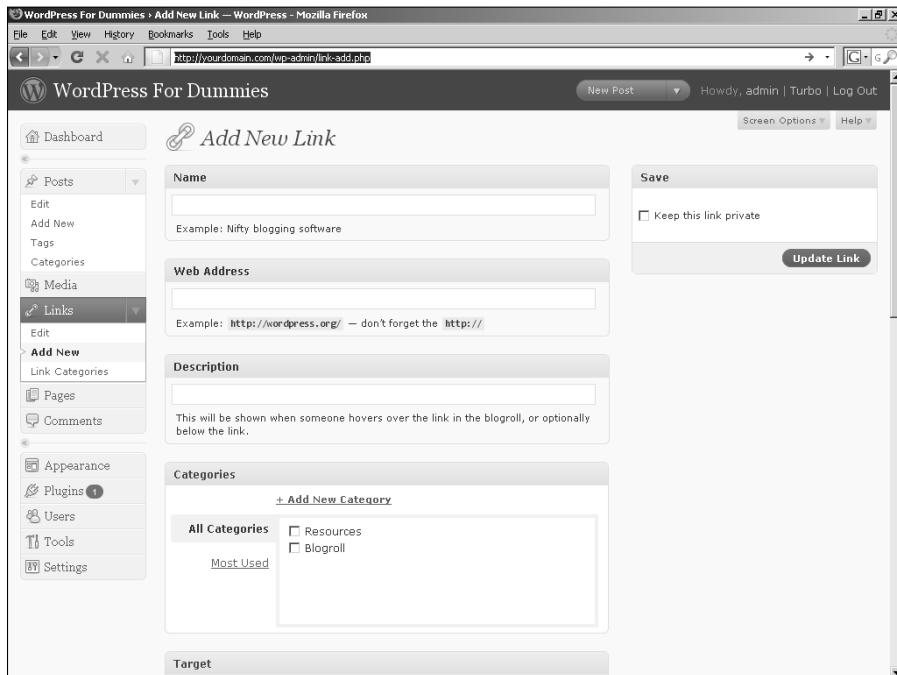 WordPress For Dummies › Add New Link — WordPress - Mozilla Firefox
File Edit View History Bookmarks Tools Help
http://yourdomain.com/wp-admin/link-add.php
WordPress For Dummies
New Post
Howdy, admin | Turbo | Log Out
Screen Options
Help
Dashboard
Posts
Edit
Add New
Tags
Categories
Media
Links
Edit
Add New
Link Categories
Pages
Comments
Appearance
Plugins 1
Users
Tools
Settings
Add New Link
Name
Example: Nifty blogging software
Web Address
Example: http://wordpress.org/ — don't forget the http://
Description
This will be shown when someone hovers over the link in the blogroll, or optionally
below the link.
Categories
+ Add New Category
All Categories
Most Used
Resources
Blogroll
Target
Save
Keep this link private
Update Link